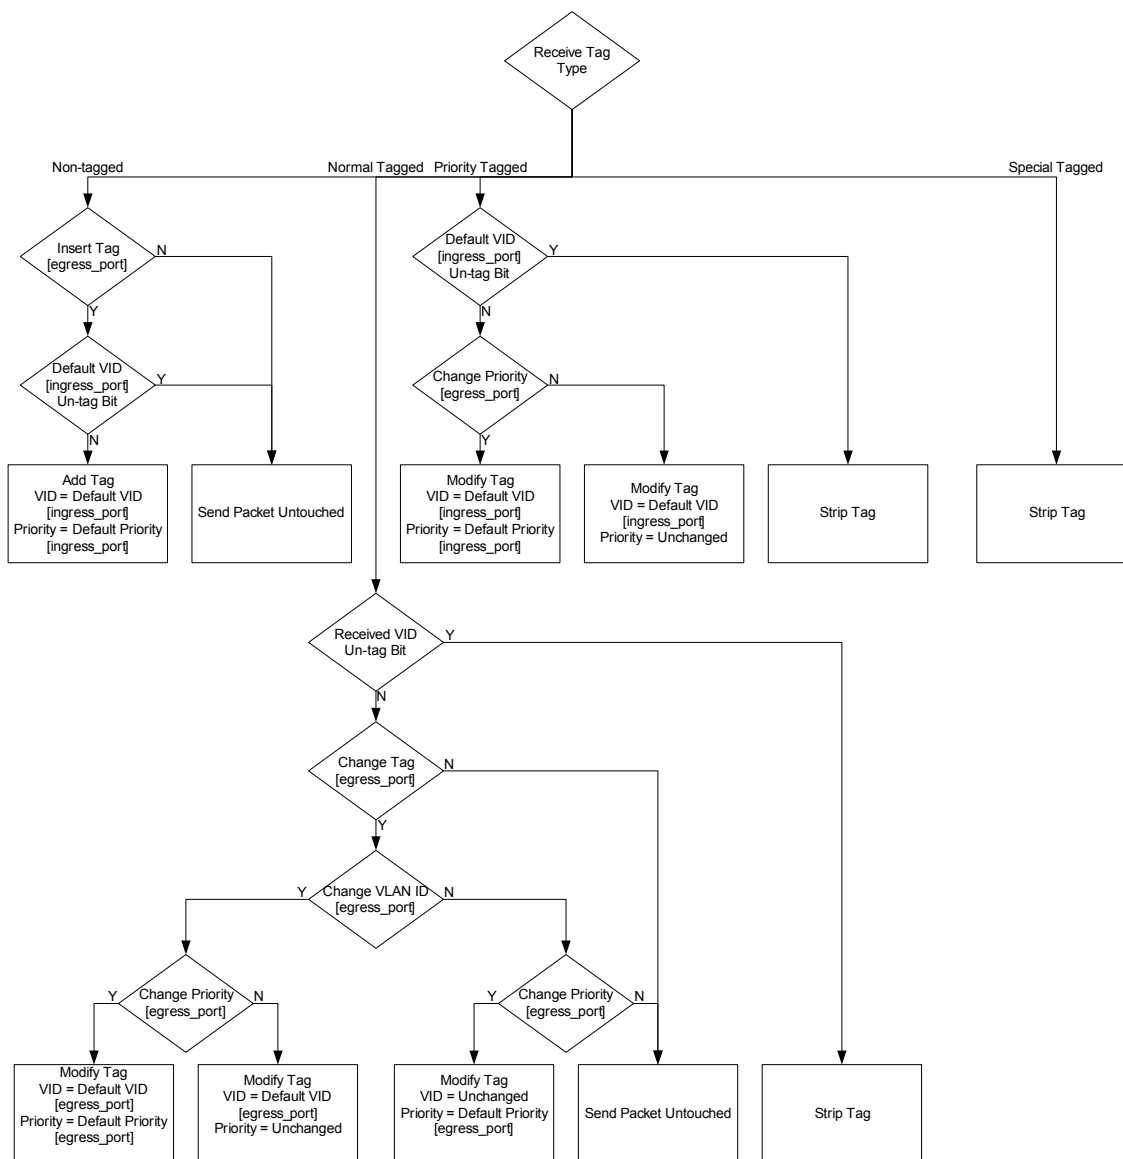 Receive Tag
Type
Non-tagged
Normal Tagged
Priority Tagged
Special Tagged
Insert Tag
[egress_port]
N
Y
Default VID
[ingress_port]
Un-tag Bit
Y
N
Default VID
[ingress_port]
Un-tag Bit
Y
N
Change Priority
[egress_port]
N
Y
Add Tag
VID = Default VID
[ingress_port]
Priority = Default Priority
[ingress_port]
Send Packet Untouched
Modify Tag
VID = Default VID
[ingress_port]
Priority = Default Priority
[ingress_port]
Modify Tag
VID = Default VID
[ingress_port]
Priority = Unchanged
Strip Tag
Strip Tag
Received VID
Un-tag Bit
Y
N
Change Tag
[egress_port]
N
Y
Change VLAN ID
[egress_port]
Y
N
Change Priority
[egress_port]
Y
N
Change Priority
[egress_port]
Y
N
Modify Tag
VID = Default VID
[egress_port]
Priority = Default Priority
[egress_port]
Modify Tag
VID = Default VID
[egress_port]
Priority = Unchanged
Modify Tag
VID = Unchanged
Priority = Default Priority
[egress_port]
Send Packet Untouched
Strip Tag